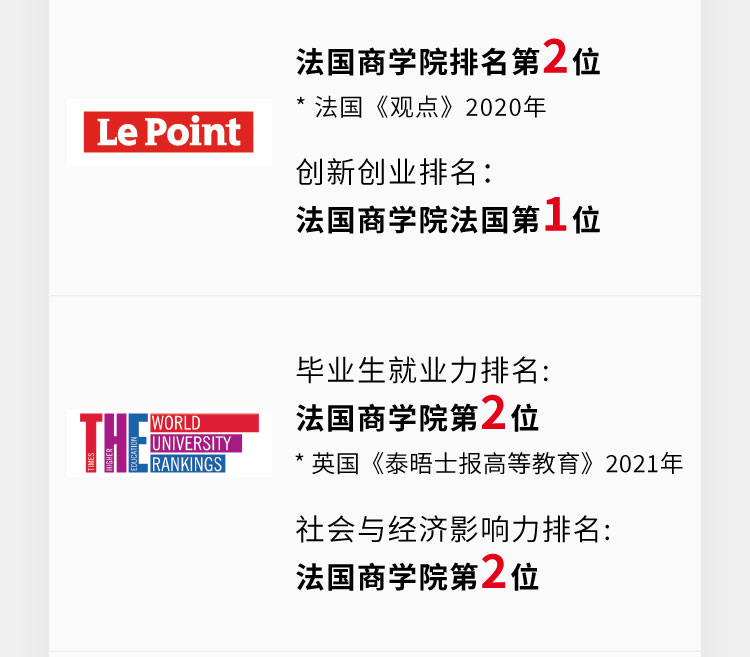 法国商学院排名第2位
* 法国《观点》2020年
Le Point
创新创业排名：
法国商学院法国第1位
毕业生就业力排名:
法国商学院第2位
THE
TIMES
HIGHER
EDUCATION
WORLD
UNIVERSITY
RANKINGS
* 英国《泰晤士报高等教育》2021年
社会与经济影响力排名:
法国商学院第2位